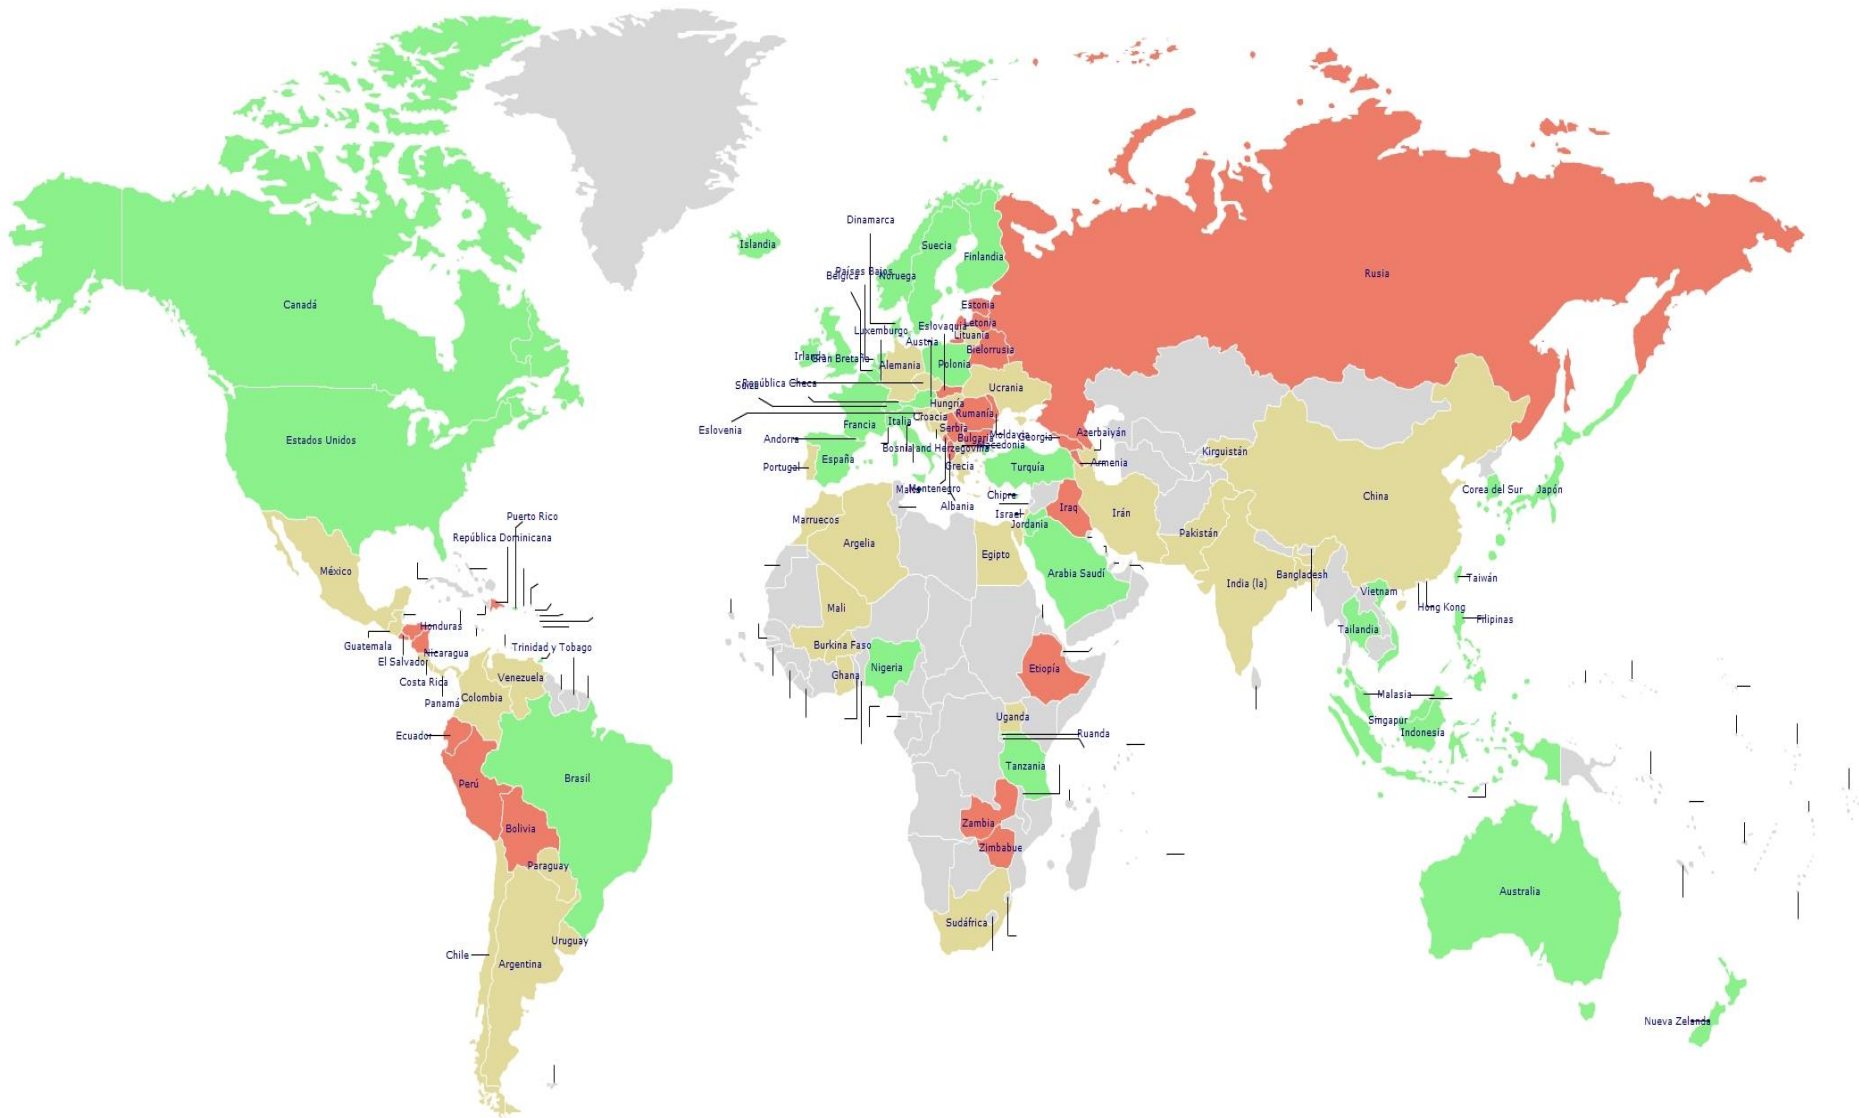 Dinamarca
Islandia
Suecia
Finlandia
Países Bajos
Bélgica
Noruega
Rusia
Canadá
Estonia
Letonia
Eslovaquia
Luxemburgo
Lituania
Austria
Bielorrusia
Irlanda
Gran Bretaña
Alemania
Polonia
República Checa
Suiza
Ucrania
Hungría
Rumanía
Croacia
Italia
Francia
Serbia
Eslovenia
Estados Unidos
Andorra
Bulgaria
Moldavia
Georgia
Azerbaiyán
Macedonia
Bosnia and Herzegovina
Kirguistán
España
Armenia
Portugal
Grecia
Turquía
Malta
Montenegro
Chipre
China
Corea del Sur
Japón
Albania
Iraq
Irán
Israel
Puerto Rico
Marruecos
Jordania
Pakistán
República Dominicana
Argelia
Egipto
México
Arabia Saudí
India (la)
Bangladesh
Taiwán
Vietnam
Mali
Hong Kong
Filipinas
Honduras
Tailandia
Guatemala
Burkina Faso
Nicaragua
Trinidad y Tobago
El Salvador
Nigeria
Etiopía
Ghana
Venezuela
Costa Rica
Colombia
Malasia
Panamá
Uganda
Singapur
Ecuador
Ruanda
Indonesia
Tanzania
Brasil
Perú
Zambia
Bolivia
Zimbabue
Paraguay
Australia
Sudáfrica
Uruguay
Chile
Argentina
Nueva Zelanda